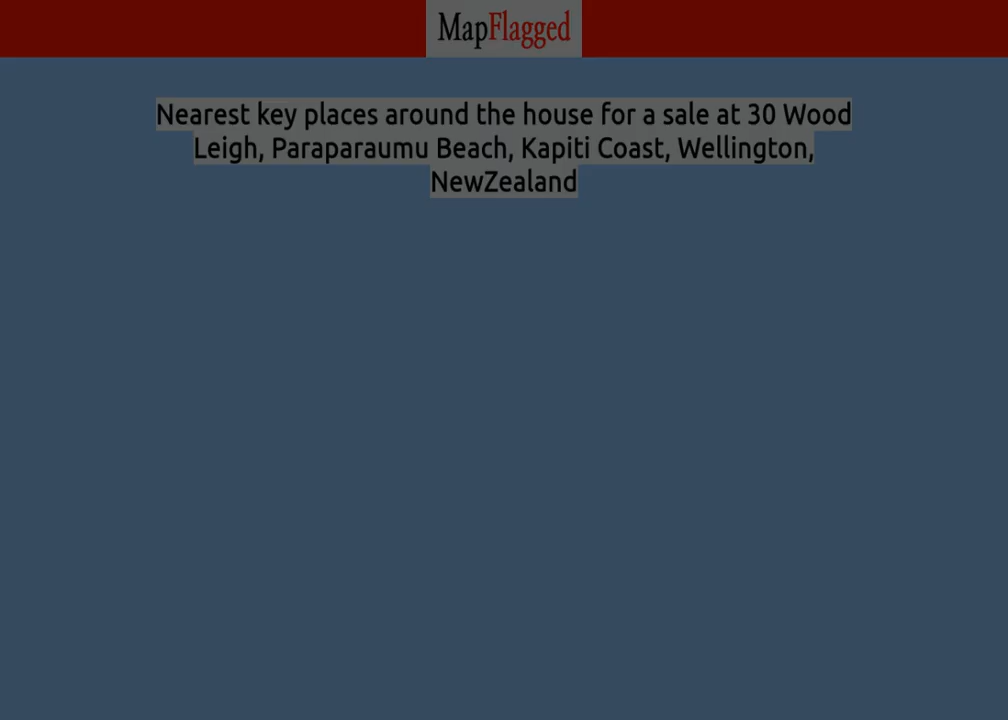 MapFlagged
Nearest key places around the house for a sale at 30 Wood
Leigh, Paraparaumu Beach, Kapiti Coast, Wellington,
NewZealand